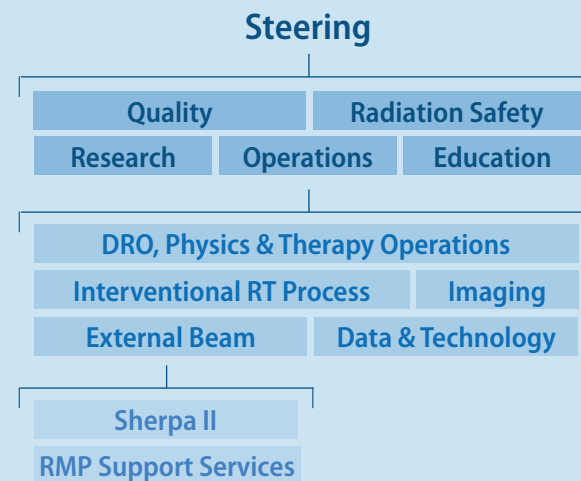 Steering
Quality Radiation Safety
Research Operations Education
DRO, Physics & Therapy Operations
Interventional RT Process Imaging
External Beam Data & Technology
Sherpa II
RMP Support Services